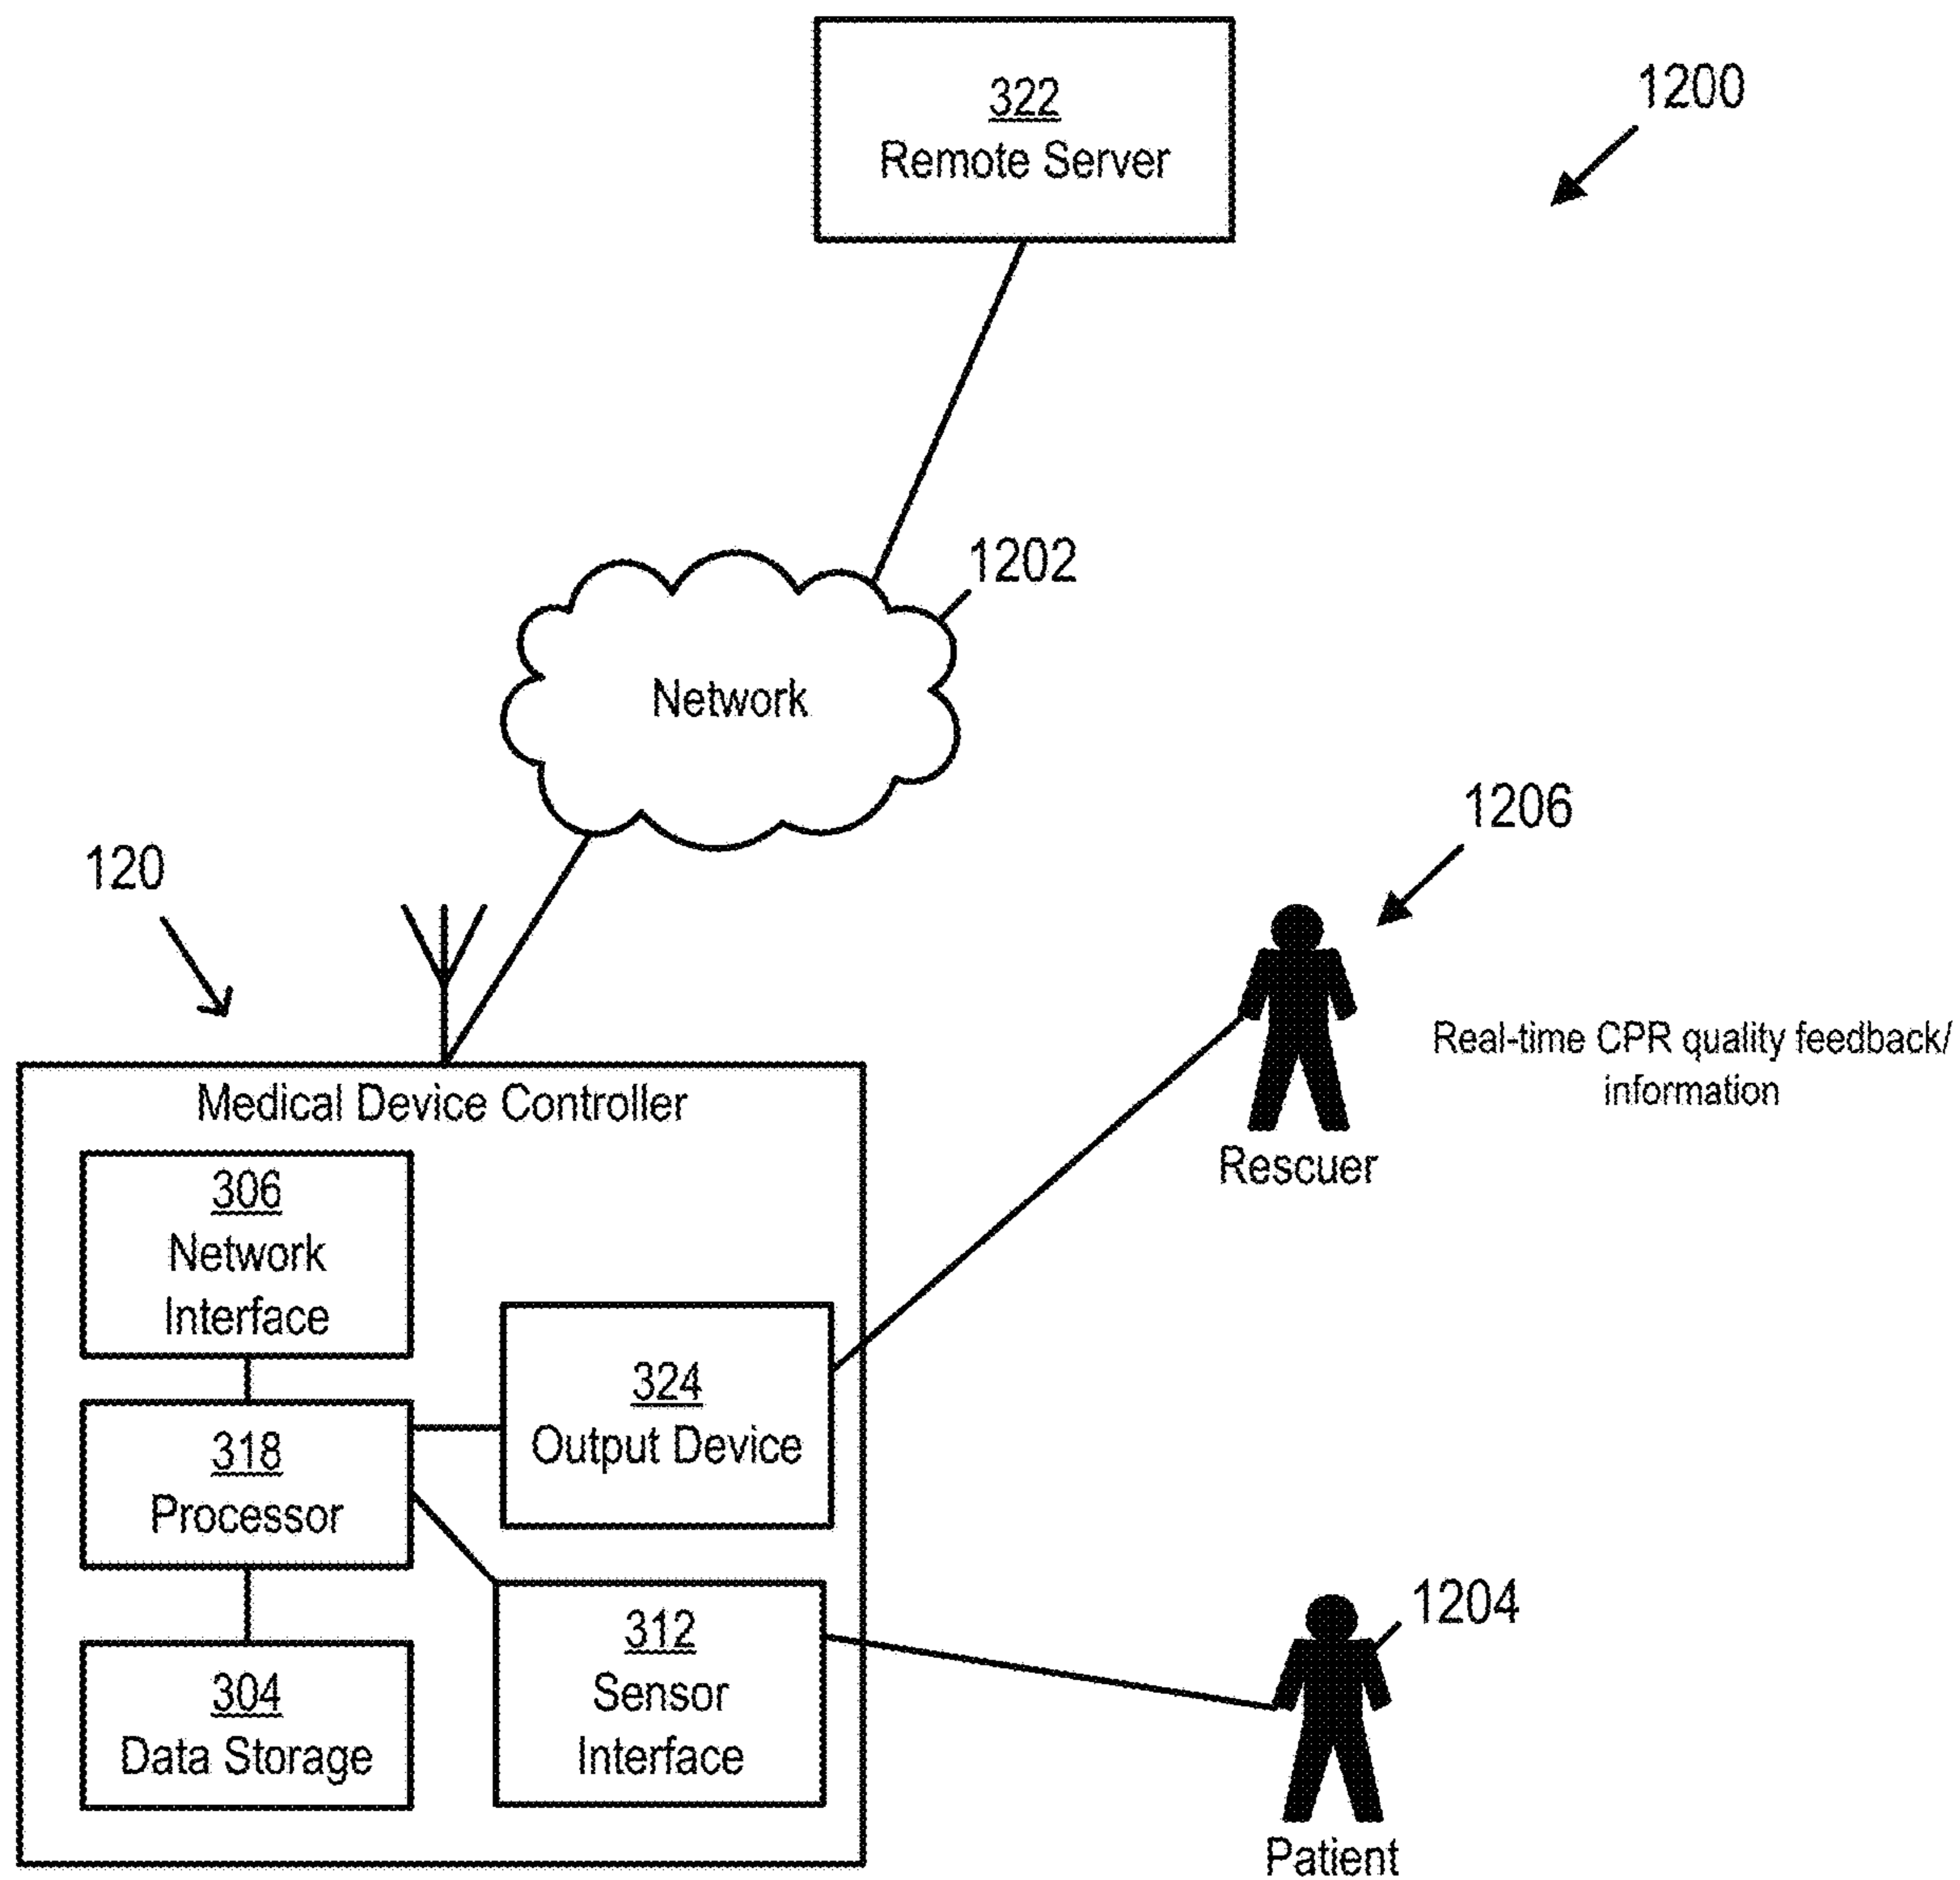 322
Remote Server
1200
1202
Network
1206
120
Real-time CPR quality feedback/
information
Rescuer
Medical Device Controller
306
Network
Interface
324
Output Device
318
Processor
312
Sensor
Interface
304
Data Storage
1204
Patient